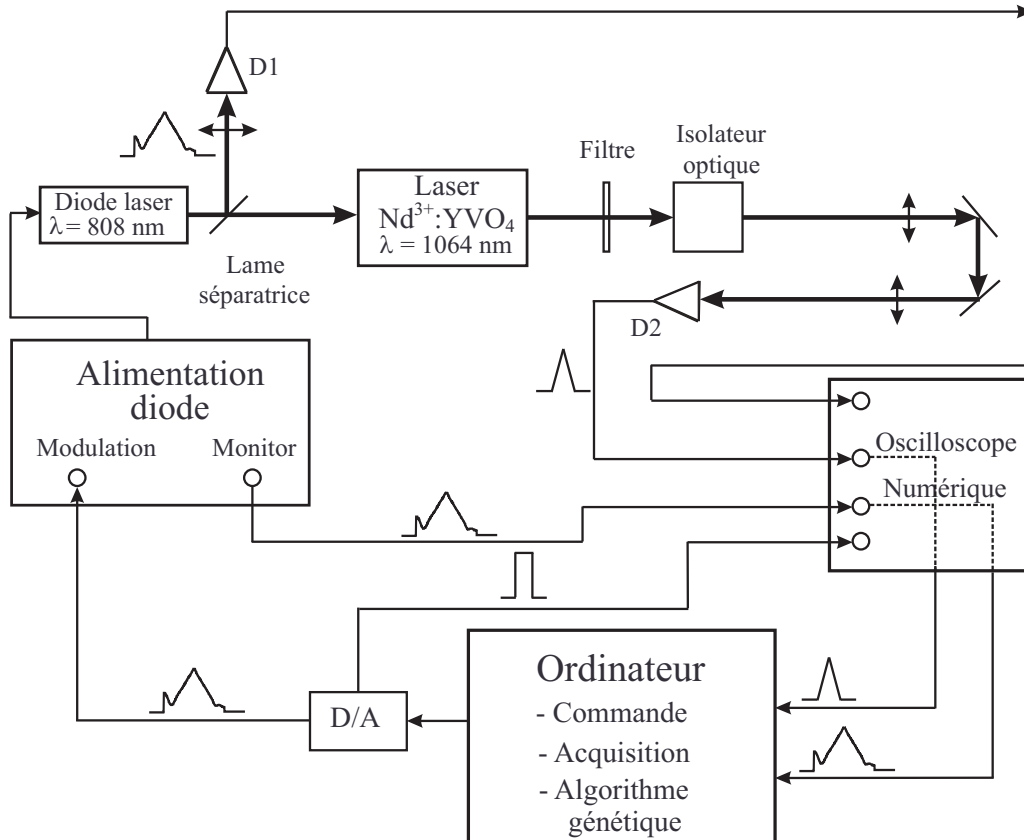 D1
Isolateur
optique
Filtre
Diode laser
λ = 808 nm
Laser
Nd³⁺:YVO₄
λ = 1064 nm
Lame
séparatrice
D2
Alimentation
diode
Modulation
Monitor
Oscilloscope
Numérique
Ordinateur
- Commande
- Acquisition
- Algorithme
génétique
D/A